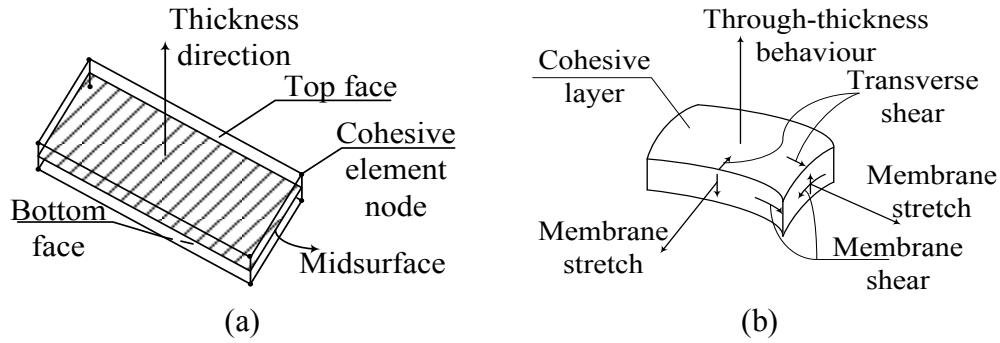 Thickness
direction
Top face
Cohesive
element
node
Bottom
face
Midsurface
(a)
Through-thickness
behaviour
Cohesive
layer
Transverse
shear
Membrane
stretch
Membrane
stretch
Membrane
shear
(b)